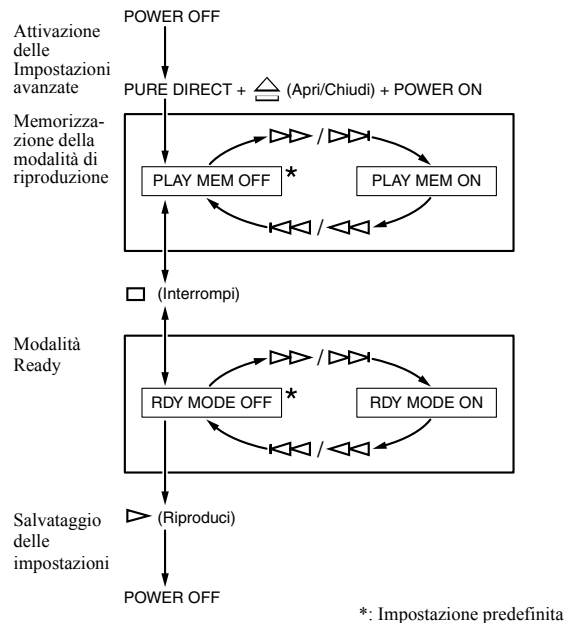 POWER OFF
Attivazione
delle
Impostazioni
avanzate
PURE DIRECT + (Apri/Chiudi) + POWER ON
Memorizza-
zione della
modalità di
riproduzione
/
PLAY MEM OFF *
PLAY MEM ON
/
(Interrompi)
Modalità
Ready
/
RDY MODE OFF *
RDY MODE ON
/
Salvataggio
delle
impostazioni
(Riproduci)
POWER OFF
*: Impostazione predefinita